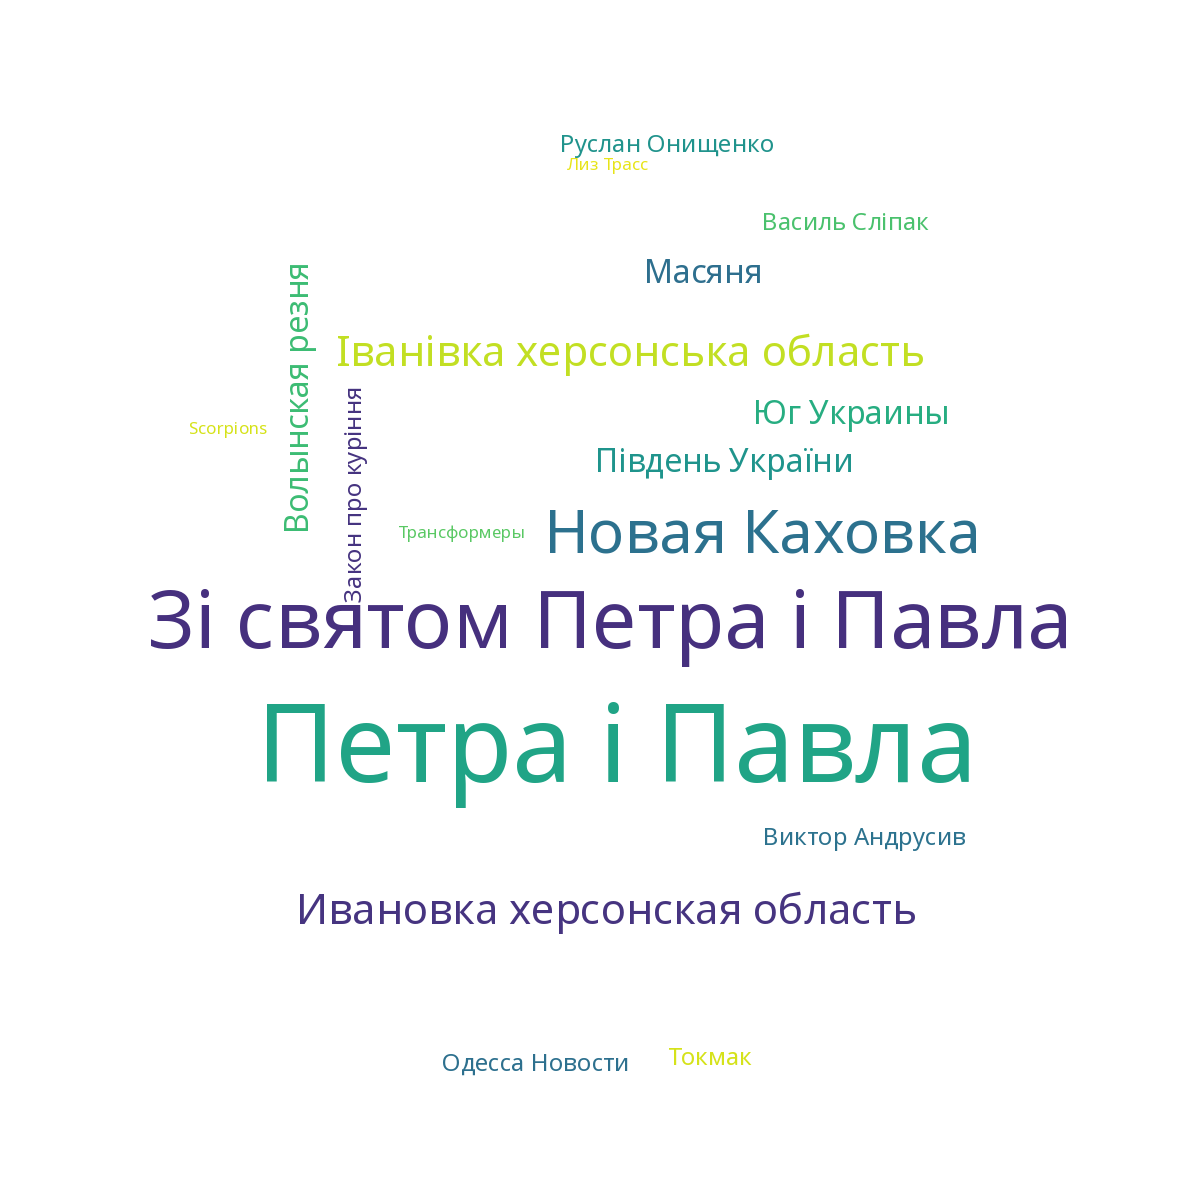 Руслан Онищенко
Лиз Трасс
Василь Сліпак
Масяня
Волынская резня
Іванівка херсонська область
Закон про куріння
Юг Украины
Scorpions
Південь України
Трансформеры
Новая Каховка
Зі святом Петра і Павла
Петра і Павла
Виктор Андрусив
Ивановка херсонская область
Одесса Новости
Токмак